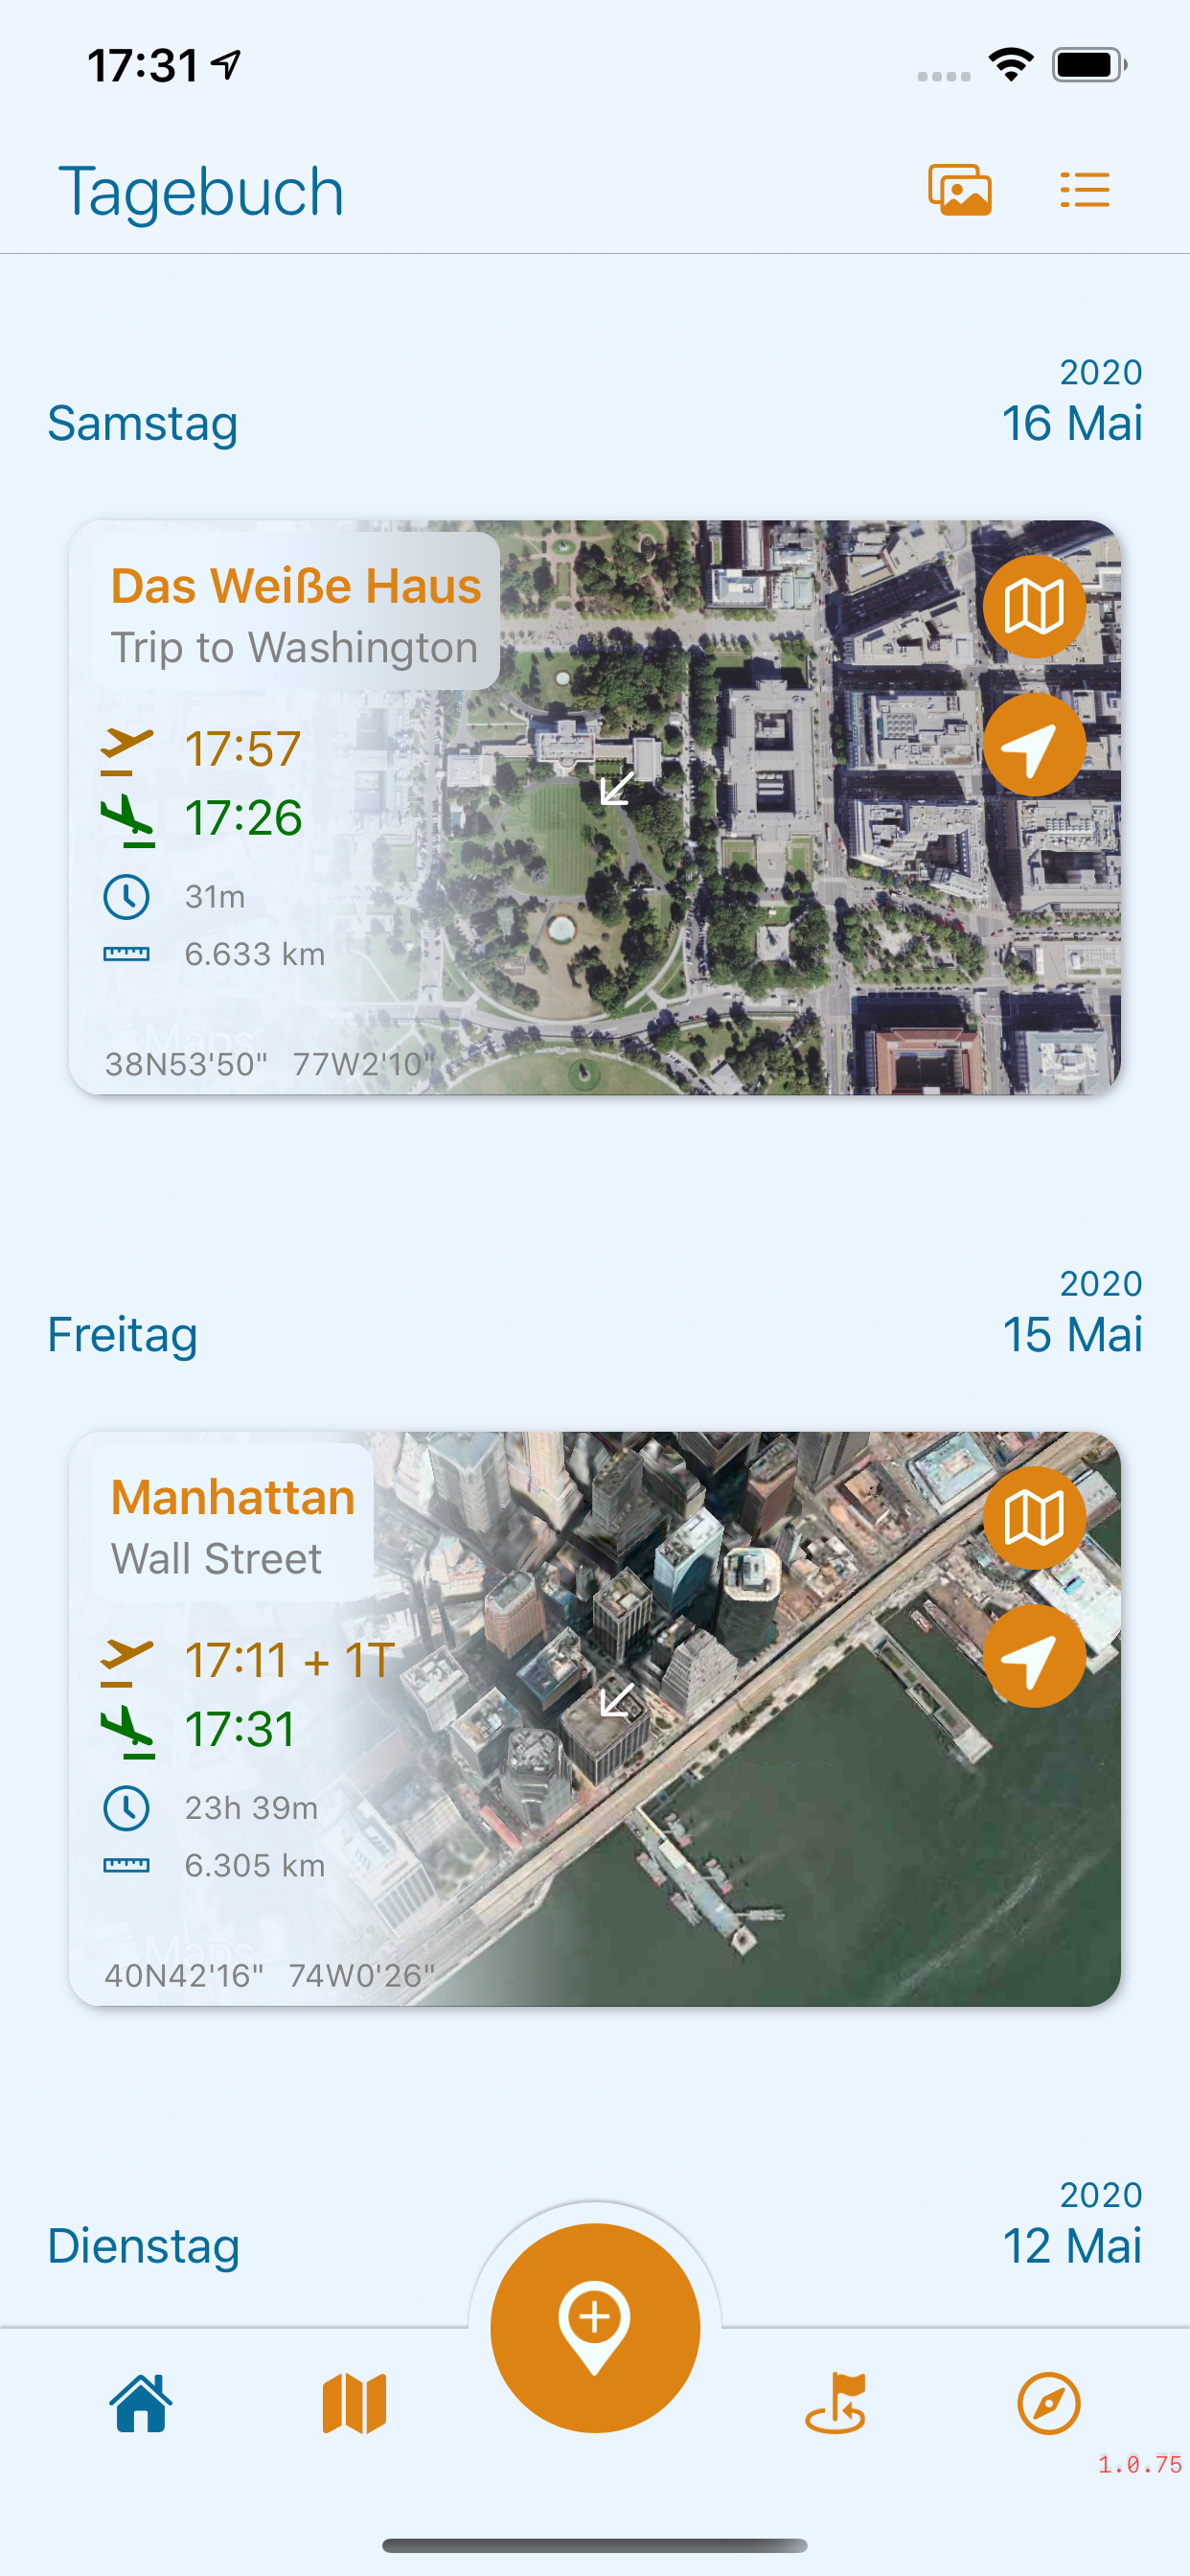 17:31
Tagebuch
2020
Samstag 16 Mai
Das Weiße Haus
Trip to Washington
17:57
17:26
31m
6.633 km
Maps
38N53'50" 77W2'10"
2020
Freitag 15 Mai
Manhattan
Wall Street
17:11 + 1T
17:31
23h 39m
6.305 km
Maps
40N42'16" 74W0'26"
2020
Dienstag 12 Mai
1.0.75